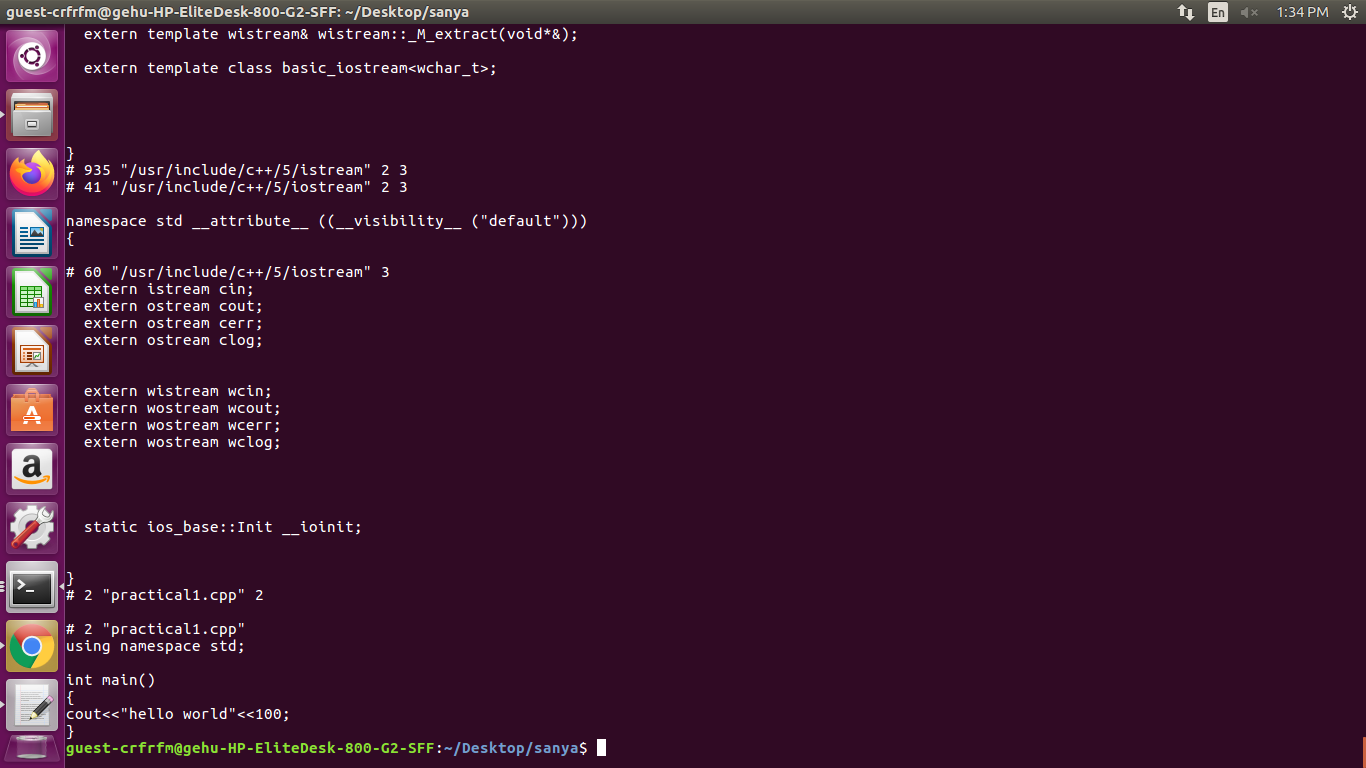 guest-crfrfm@gehu-HP-EliteDesk-800-G2-SFF: ~/Desktop/sanya
En
1:34 PM
extern template wistream& wistream::_M_extract(void*&);
extern template class basic_iostream<wchar_t>;
}
# 935 "/usr/include/c++/5/istream" 2 3
# 41 "/usr/include/c++/5/iostream" 2 3
namespace std __attribute__ ((__visibility__ ("default")))
{
# 60 "/usr/include/c++/5/iostream" 3
extern istream cin;
extern ostream cout;
extern ostream cerr;
extern ostream clog;
extern wistream wcin;
extern wostream wcout;
extern wostream wcerr;
extern wostream wclog;
static ios_base::Init __ioinit;
}
# 2 "practical1.cpp" 2
# 2 "practical1.cpp"
using namespace std;
int main()
{
cout<<"hello world"<<100;
}
guest-crfrfm@gehu-HP-EliteDesk-800-G2-SFF:~/Desktop/sanya$